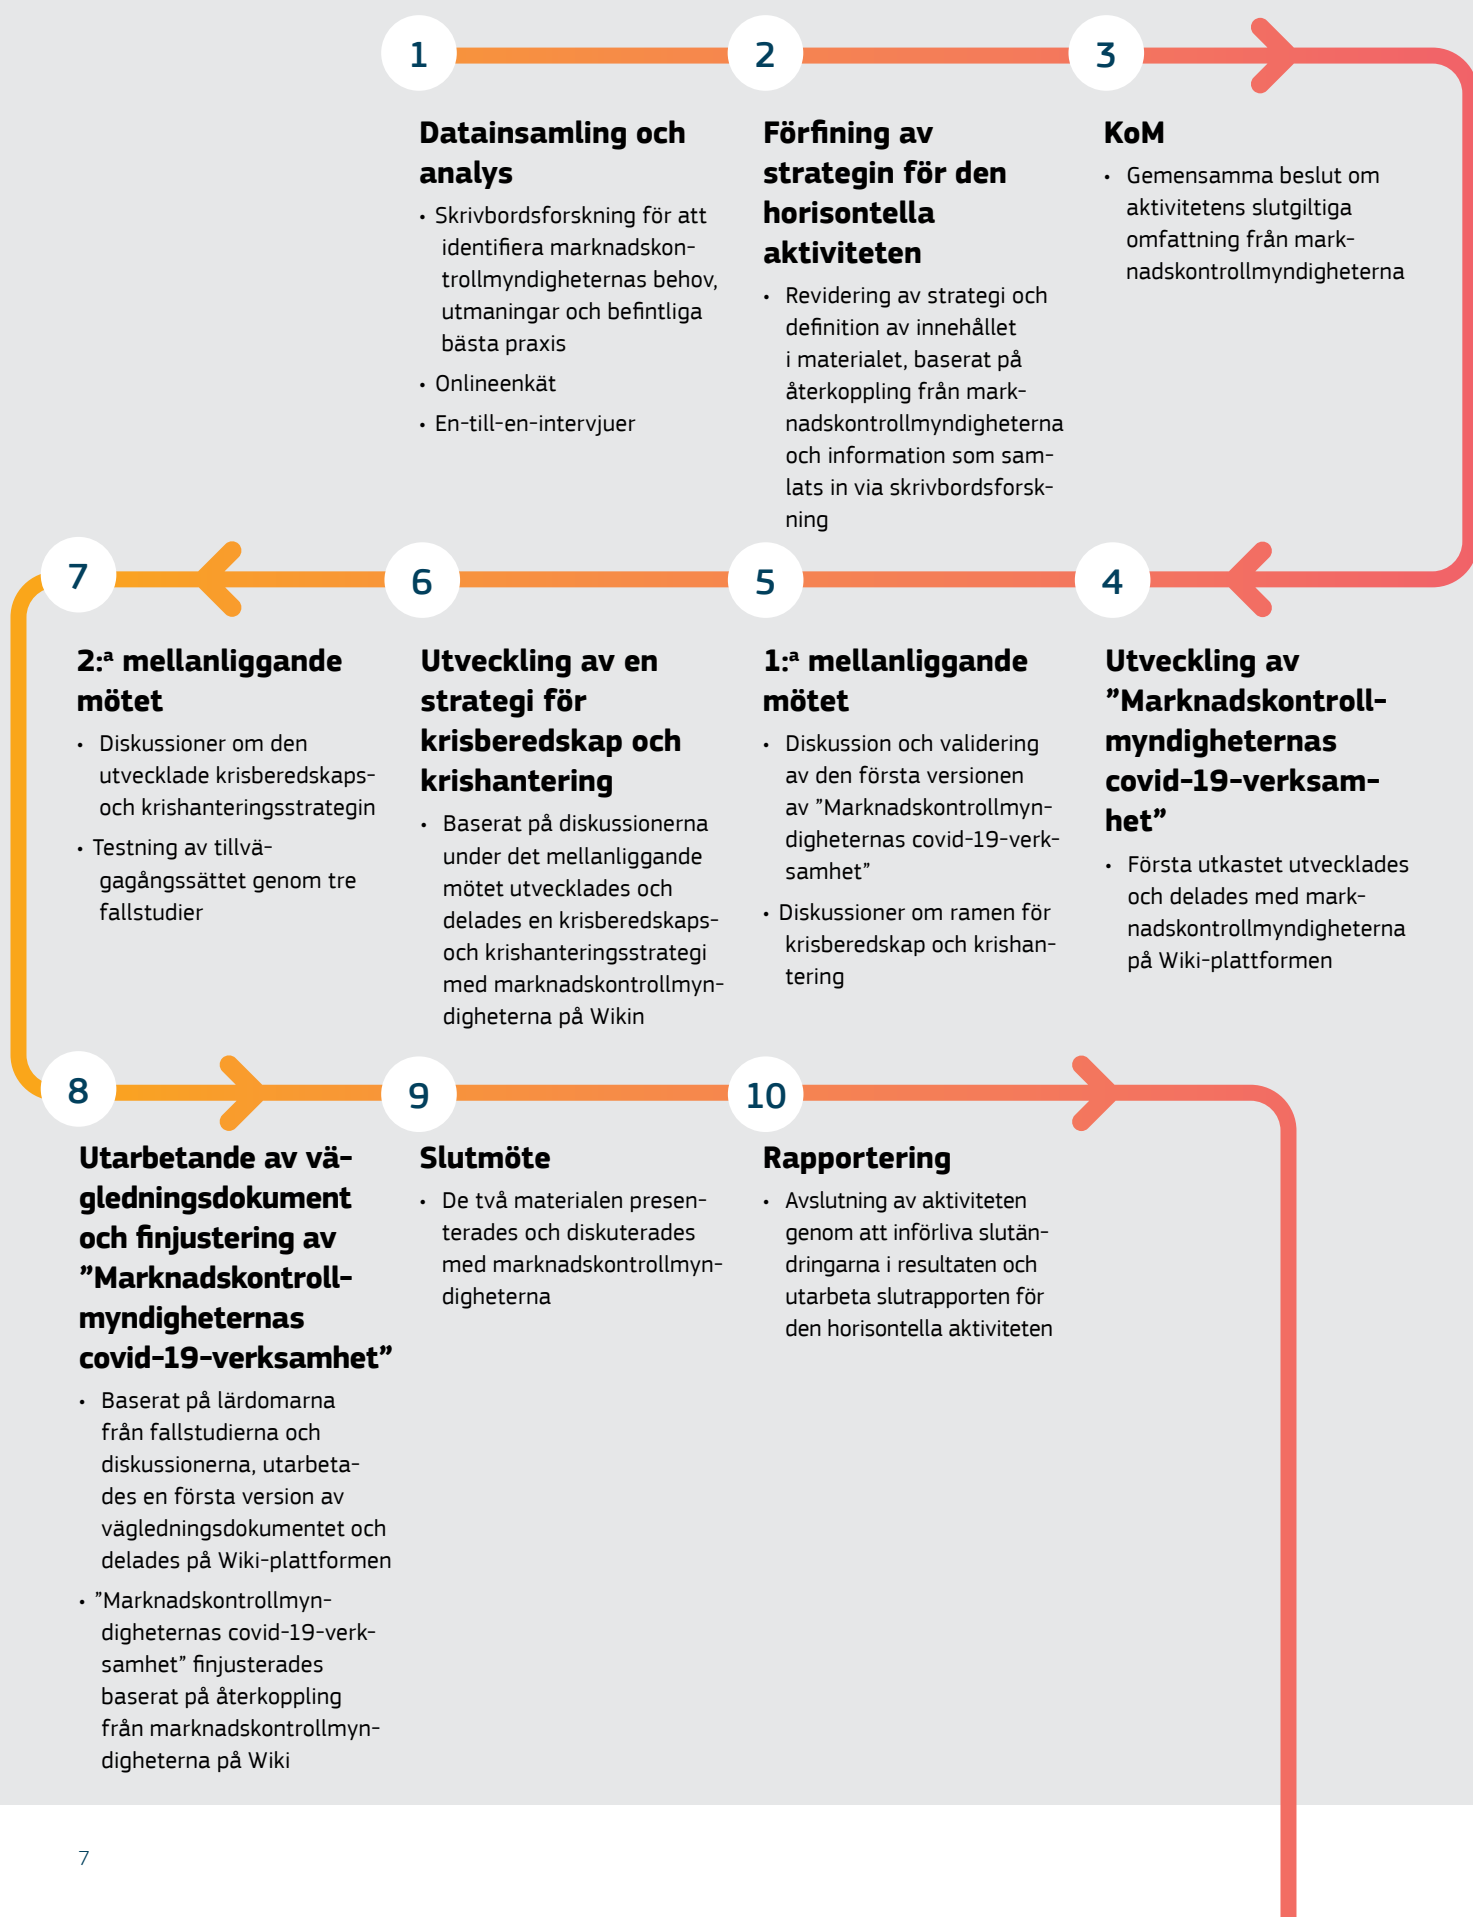 1
Datainsamling och
analys
• Skrivbordsforskning för att
identifiera marknadskon-
trollmyndigheternas behov,
utmaningar och befintliga
bästa praxis
• Onlineenkät
• En-till-en-intervjuer
2
Förfining av
strategin för den
horisontella
aktiviteten
• Revidering av strategi och
definition av innehållet
i materialet, baserat på
återkoppling från mark-
nadskontrollmyndigheterna
och information som sam-
lats in via skrivbordsforsk-
ning
3
KoM
• Gemensamma beslut om
aktivitetens slutgiltiga
omfattning från mark-
nadskontrollmyndigheterna
4
Utveckling av
”Marknadskontroll-
myndigheternas
covid-19-verksam-
het”
• Första utkastet utvecklades
och delades med mark-
nadskontrollmyndigheterna
på Wiki-plattformen
5
1:ª mellanliggande
mötet
• Diskussion och validering
av den första versionen
av ”Marknadskontrollmyn-
digheternas covid-19-verk-
samhet”
• Diskussioner om ramen för
krisberedskap och krishan-
tering
6
Utveckling av en
strategi för
krisberedskap och
krishantering
• Baserat på diskussionerna
under det mellanliggande
mötet utvecklades och
delades en krisberedskaps-
och krishanteringsstrategi
med marknadskontrollmyn-
digheterna på Wikin
7
2:ª mellanliggande
mötet
• Diskussioner om den
utvecklade krisberedskaps-
och krishanteringsstrategin
• Testning av tillvä-
gagångssättet genom tre
fallstudier
8
Utarbetande av vä-
gledningsdokument
och finjustering av
”Marknadskontroll-
myndigheternas
covid-19-verksamhet”
• Baserat på lärdomarna
från fallstudierna och
diskussionerna, utarbeta-
des en första version av
vägledningsdokumentet och
delades på Wiki-plattformen
• ”Marknadskontrollmyn-
digheternas covid-19-verk-
samhet” finjusterades
baserat på återkoppling
från marknadskontrollmyn-
digheterna på Wiki
9
Slutmöte
• De två materialen presen-
terades och diskuterades
med marknadskontrollmyn-
digheterna
10
Rapportering
• Avslutning av aktiviteten
genom att införliva slutän-
dringarna i resultaten och
utarbeta slutrapporten för
den horisontella aktiviteten
7